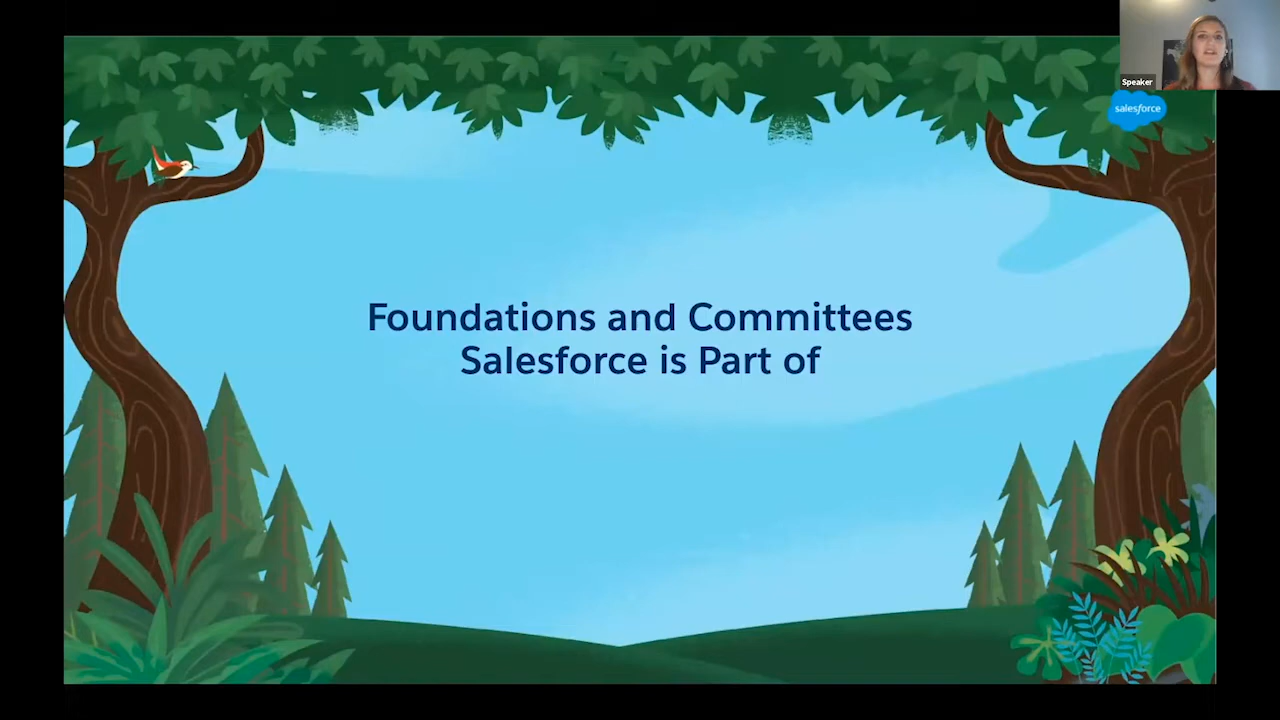 Speaker
salesforce
Foundations and Committees
Salesforce is Part of